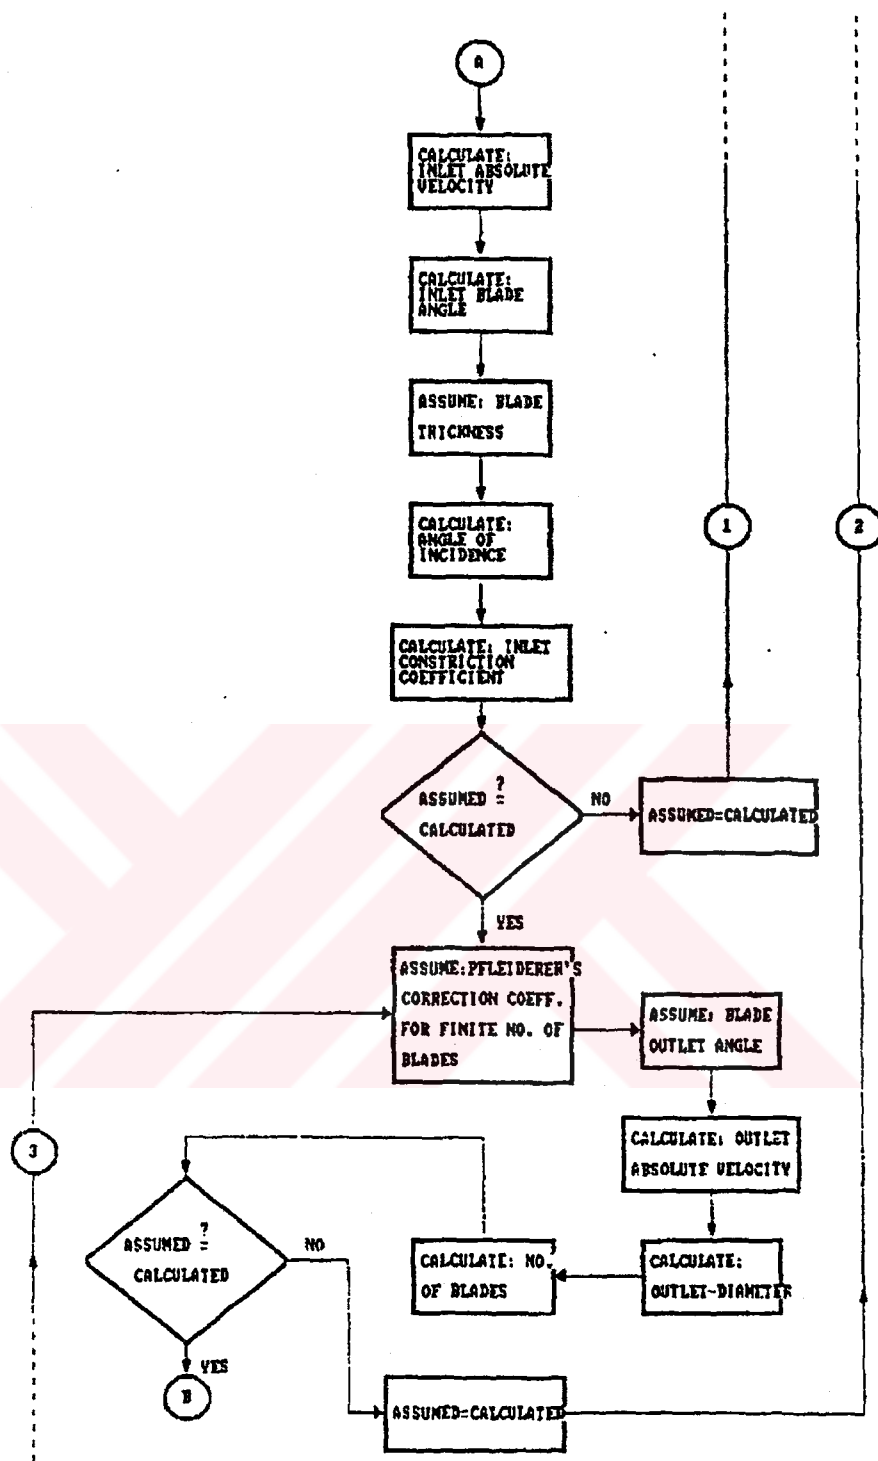 A
CALCULATE:
INLET ABSOLUTE
VELOCITY
CALCULATE:
INLET BLADE
ANGLE
ASSUME: BLADE
THICKNESS
CALCULATE:
ANGLE OF
INCIDENCE
1
2
CALCULATE: INLET
CONSTRICTION
COEFFICIENT
ASSUMED ?=
CALCULATED
NO
ASSUMED=CALCULATED
YES
ASSUME:PFLEIDERER'S
CORRECTION COEFF.
FOR FINITE NO. OF
BLADES
ASSUME: BLADE
OUTLET ANGLE
3
CALCULATE: OUTLET
ABSOLUTE VELOCITY
ASSUMED ?=
CALCULATED
NO
CALCULATE: NO.
OF BLADES
CALCULATE:
OUTLET-DIAMETER
YES
B
ASSUMED=CALCULATED